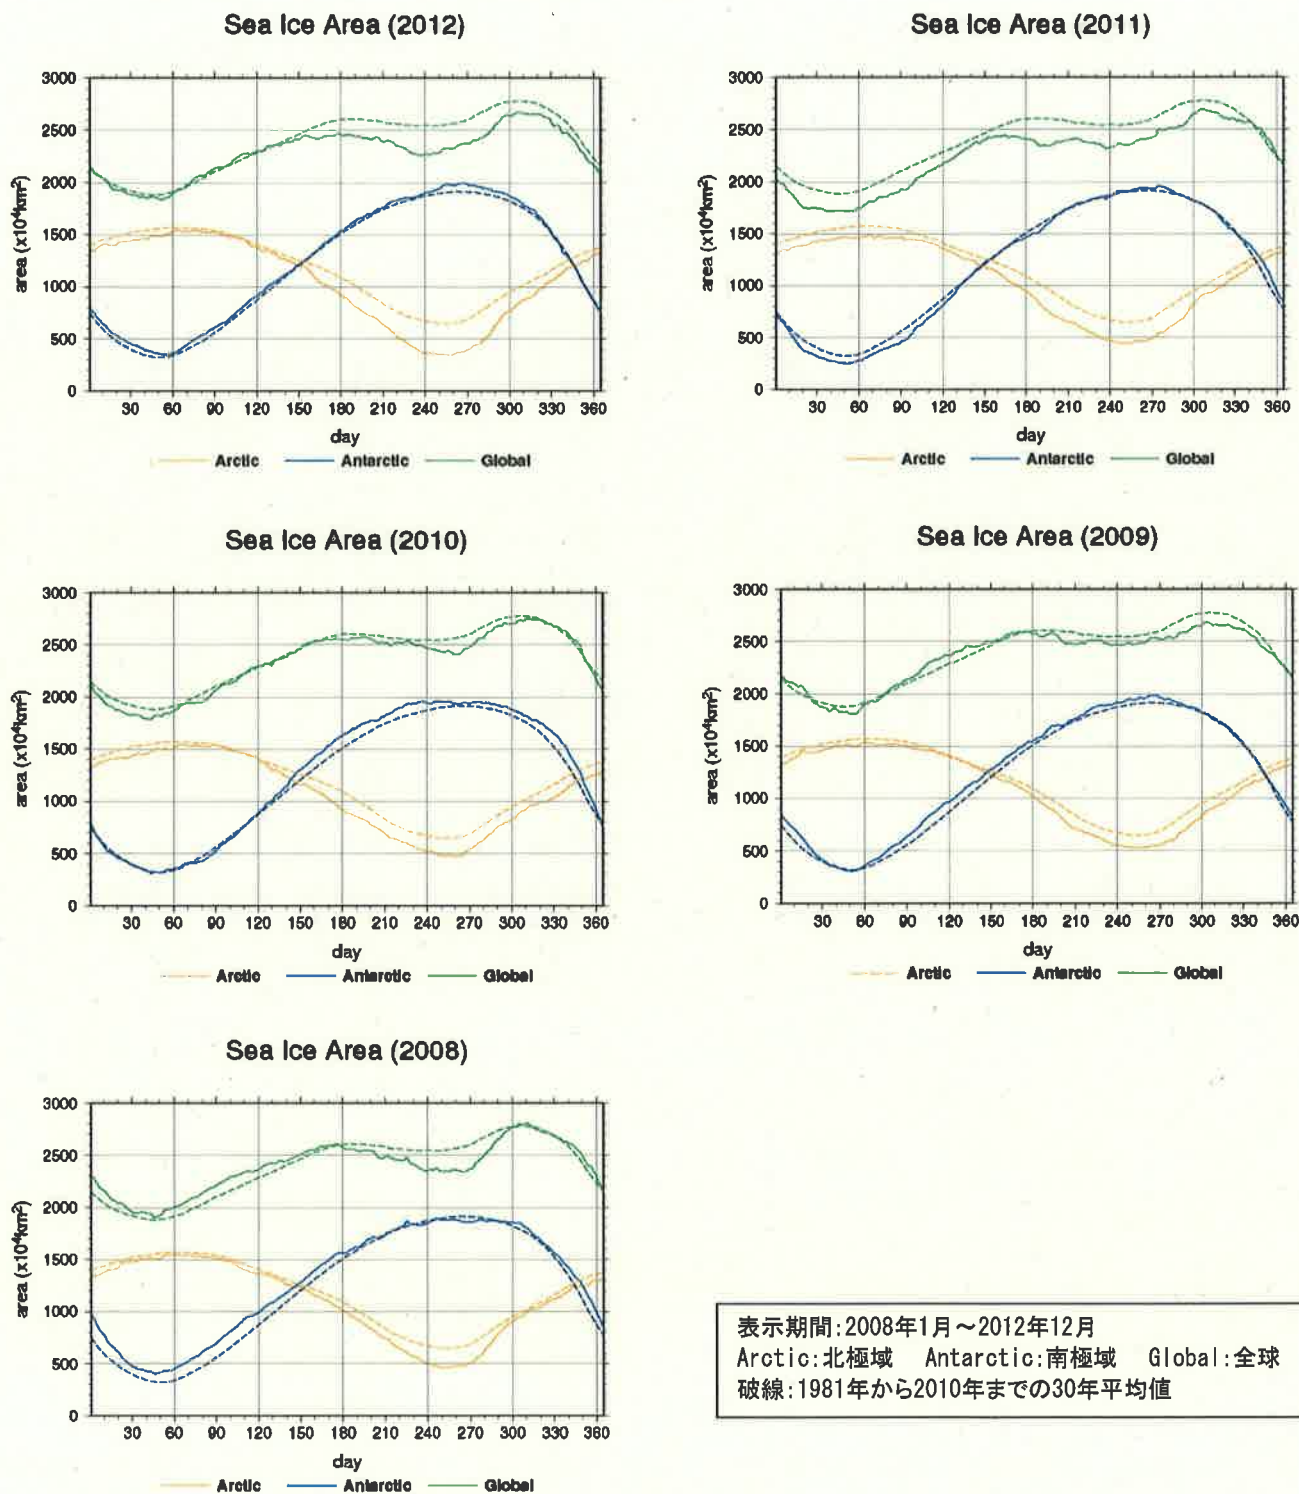 Sea Ice Area (2012)
3000
2500
2000
1500
1000
500
0
area (x10⁴km²)
30 60 90 120 150 180 210 240 270 300 330 360
day
Arctic Antarctic Global
Sea Ice Area (2011)
3000
2500
2000
1500
1000
500
0
area (x10⁴km²)
30 60 90 120 150 180 210 240 270 300 330 360
day
Arctic Antarctic Global
Sea Ice Area (2010)
3000
2500
2000
1500
1000
500
0
area (x10⁴km²)
30 60 90 120 150 180 210 240 270 300 330 360
day
Arctic Antarctic Global
Sea Ice Area (2009)
3000
2500
2000
1500
1000
500
0
area (x10⁴km²)
30 60 90 120 150 180 210 240 270 300 330 360
day
Arctic Antarctic Global
Sea Ice Area (2008)
3000
2500
2000
1500
1000
500
0
area (x10⁴km²)
30 60 90 120 150 180 210 240 270 300 330 360
day
Arctic Antarctic Global
表示期間:2008年1月～2012年12月
Arctic:北極域 Antarctic:南極域 Global:全球
破線:1981年から2010年までの30年平均値